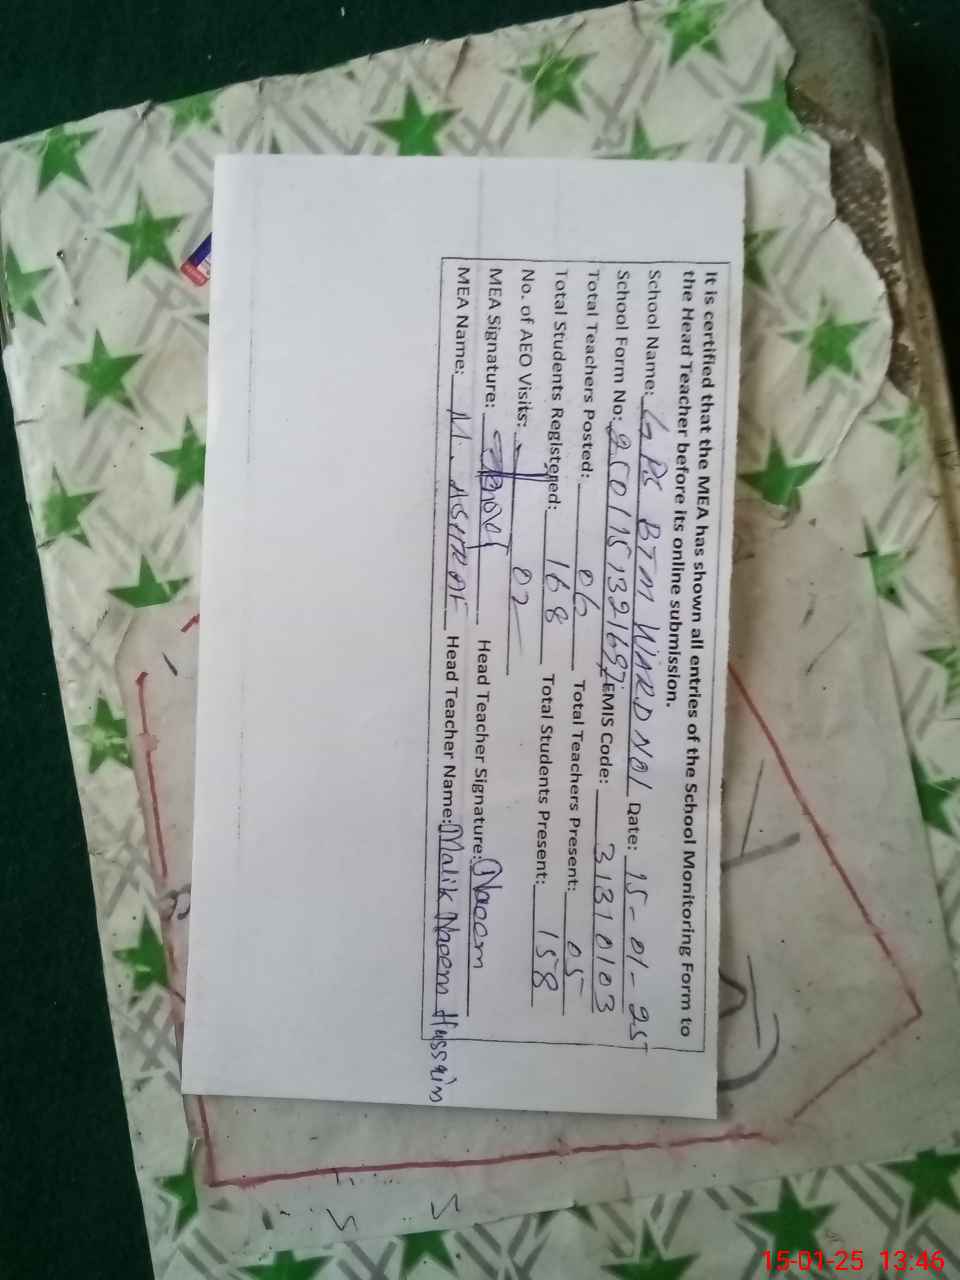 It is certified that the MEA has shown all entries of the School Monitoring Form to
the Head Teacher before its online submission.
School Name: GPS BTM WARD NO1 Date: 15-01-25
School Form No: EMIS Code: 31310103
Total Teachers Posted: 06 Total Teachers Present: 05
Total Students Registered: 168 Total Students Present: 158
No. of AEO Visits: 02
MEA Signature: Head Teacher Signature: Naeem
MEA Name: M. ASHRAF Head Teacher Name: Malik Naeem Hussain
15-01-25 13:46